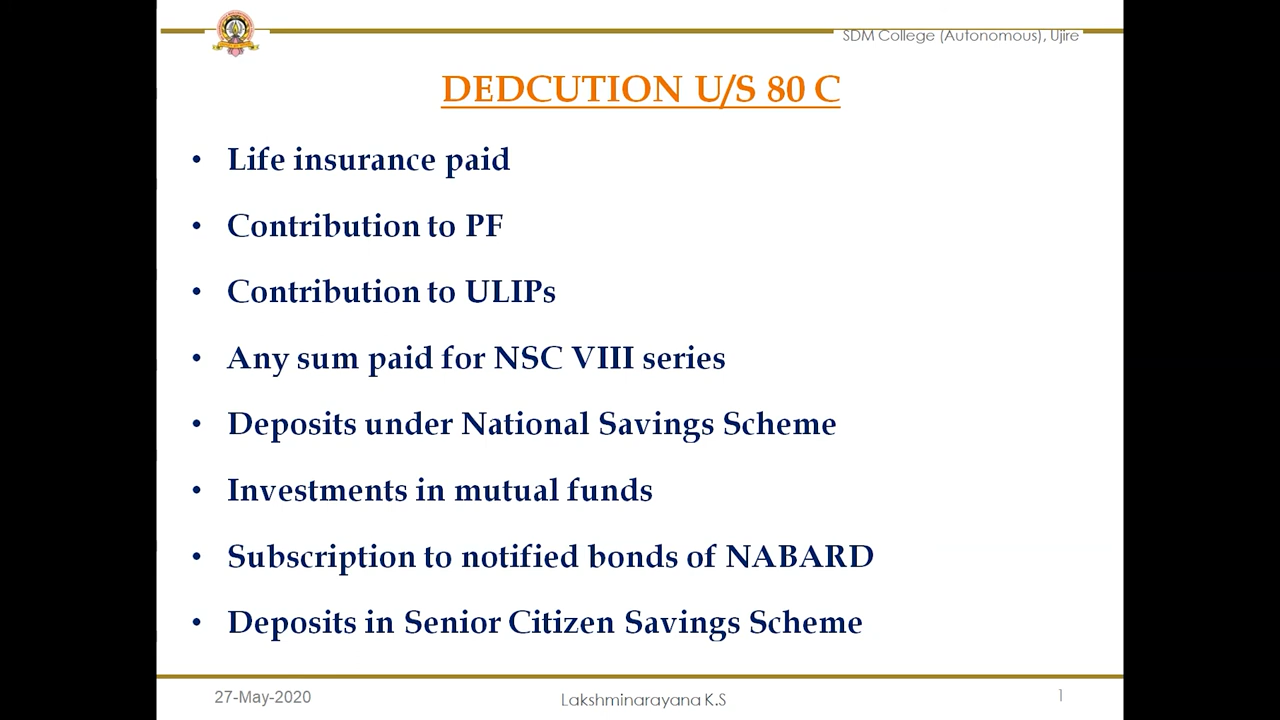 SDM College (Autonomous), Ujire
DEDCUTION U/S 80 C
• Life insurance paid
• Contribution to PF
• Contribution to ULIPs
• Any sum paid for NSC VIII series
• Deposits under National Savings Scheme
• Investments in mutual funds
• Subscription to notified bonds of NABARD
• Deposits in Senior Citizen Savings Scheme
27-May-2020
Lakshminarayana K.S
1